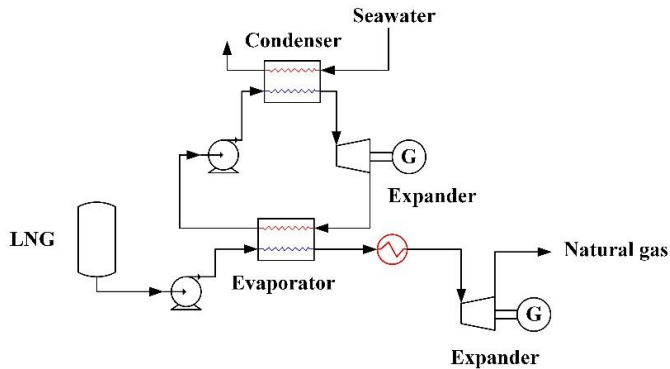 Seawater
Condenser
G
Expander
LNG
Natural gas
Evaporator
G
Expander